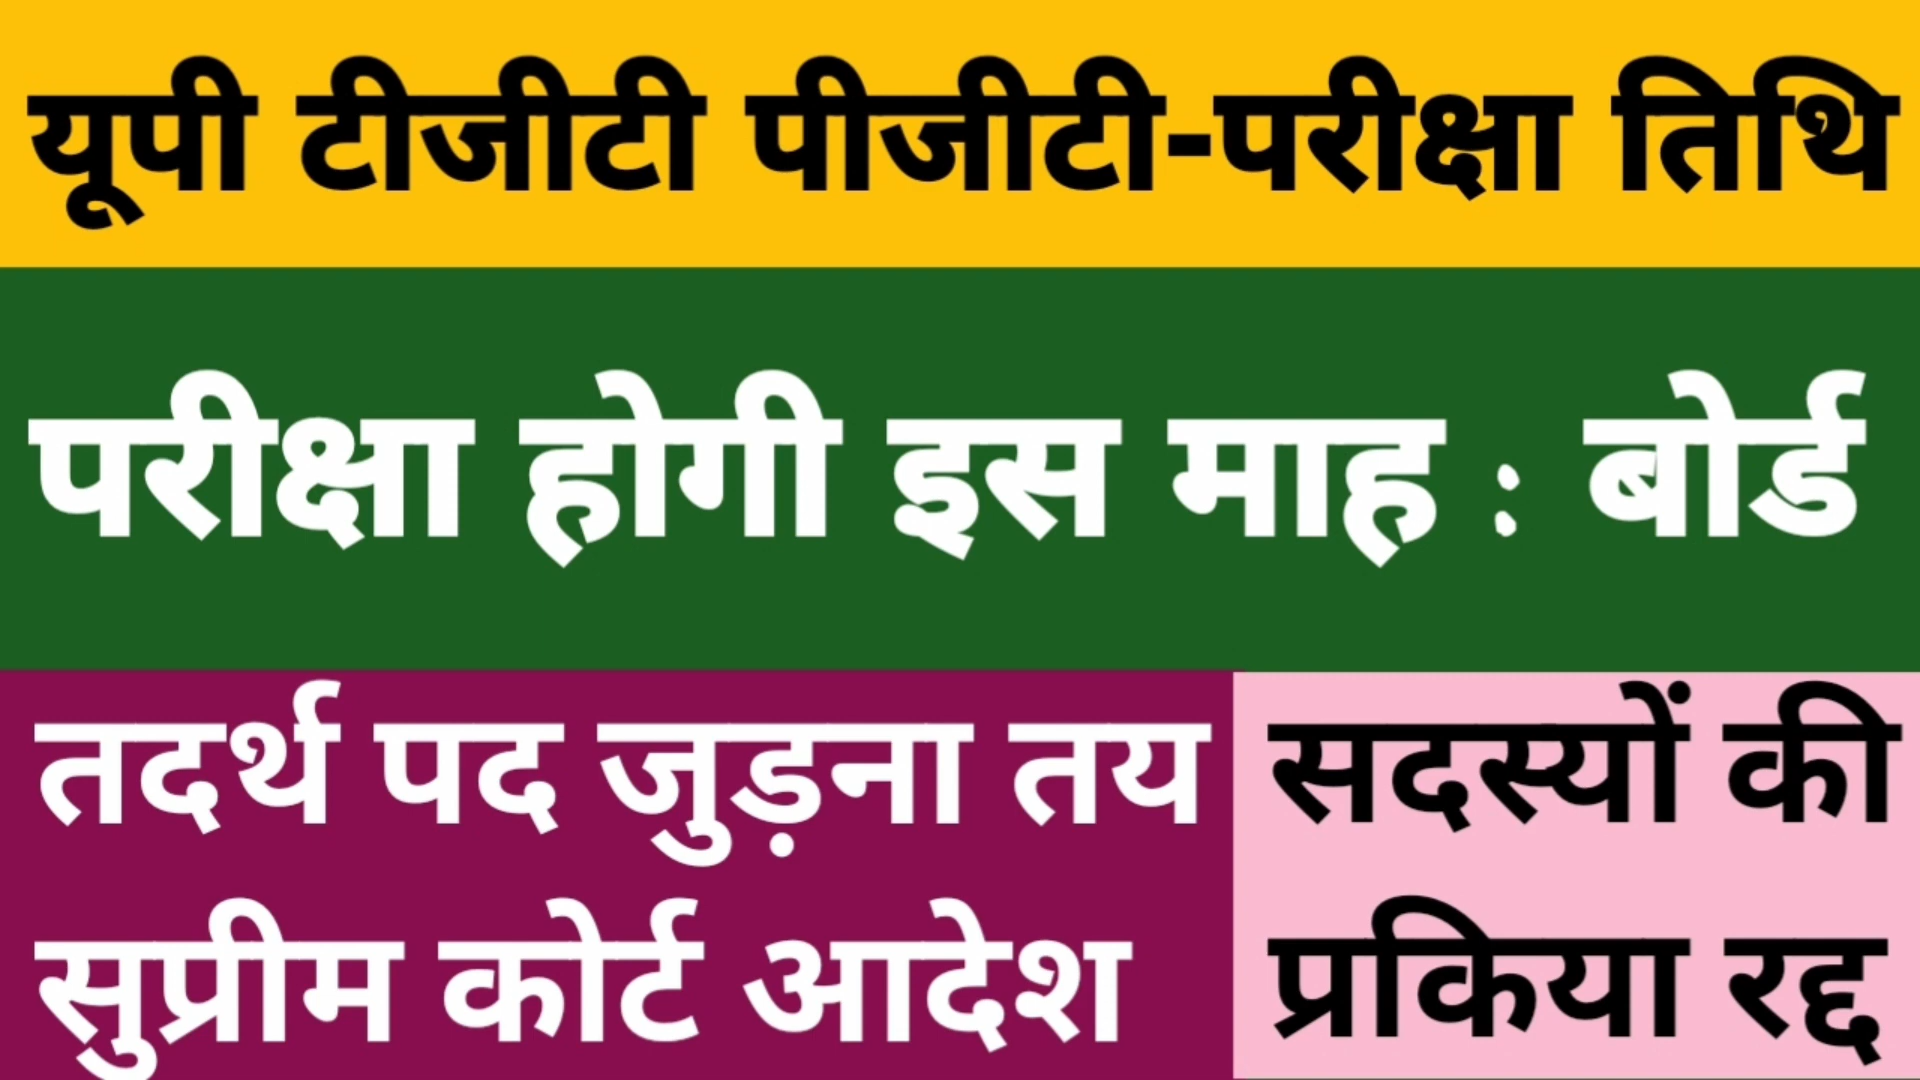 यूपी टीजीटी पीजीटी-परीक्षा तिथि
परीक्षा होगी इस माह : बोर्ड
तदर्थ पद जुड़ना तय
सुप्रीम कोर्ट आदेश
सदस्यों की
प्रकिया रद्द